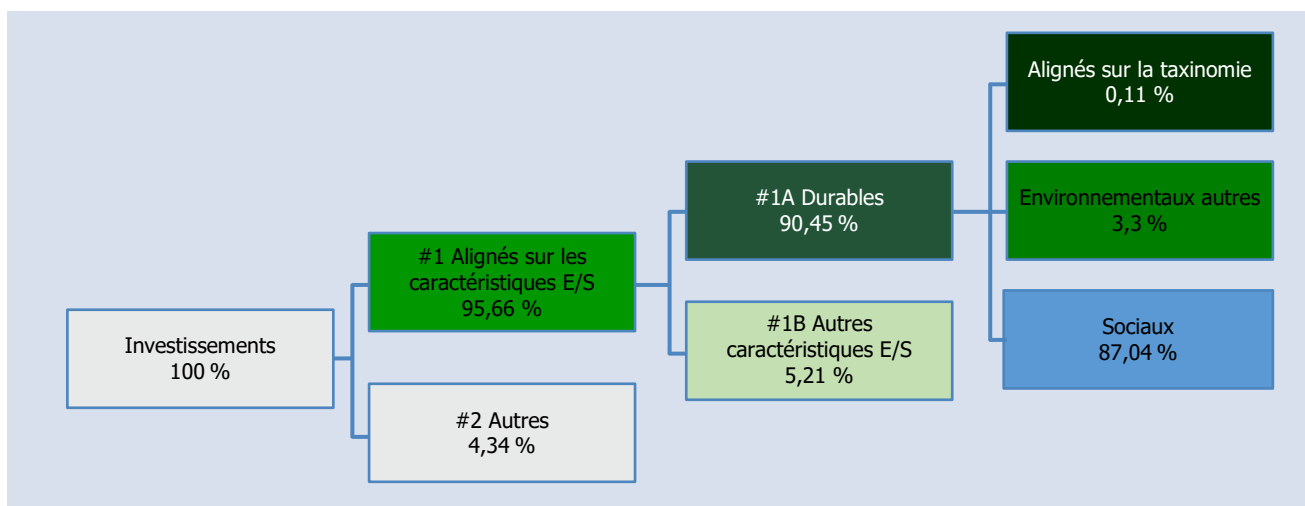 Investissements
100 %
#1 Alignés sur les
caractéristiques E/S
95,66 %
#2 Autres
4,34 %
#1A Durables
90,45 %
#1B Autres
caractéristiques E/S
5,21 %
Alignés sur la taxinomie
0,11 %
Environnementaux autres
3,3 %
Sociaux
87,04 %